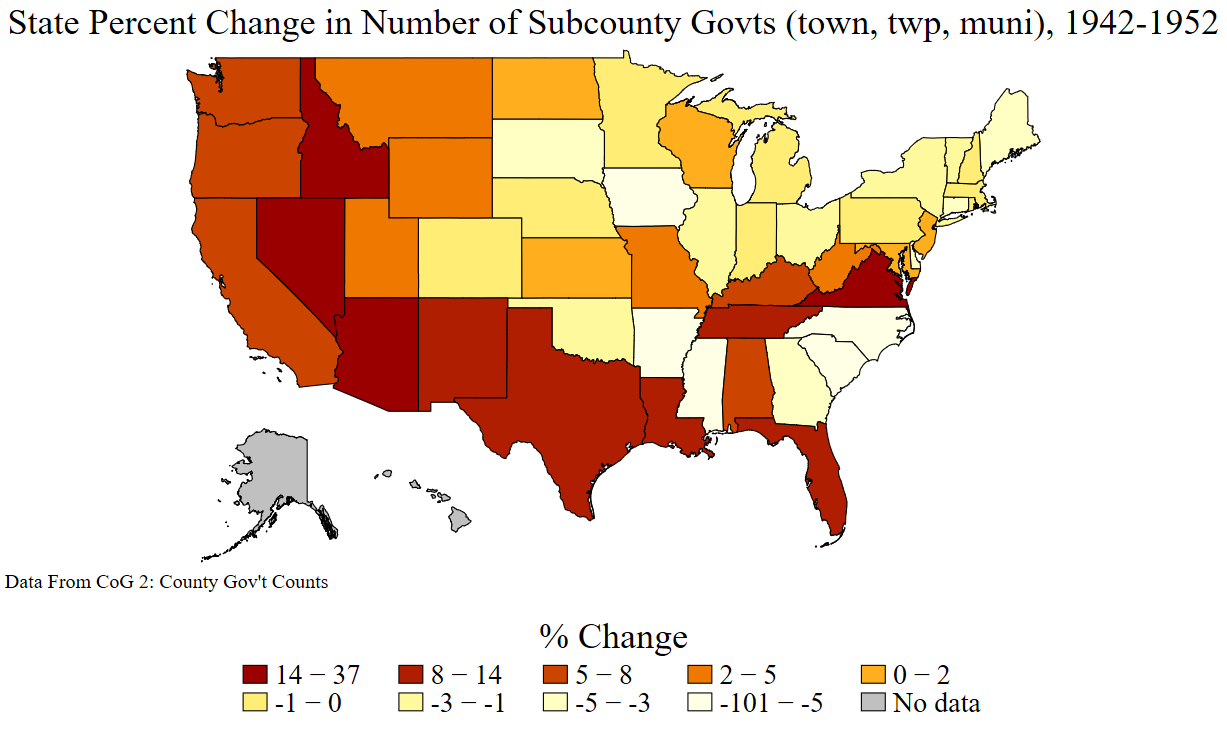 State Percent Change in Number of Subcounty Govts (town, twp, muni), 1942-1952
Data From CoG 2: County Gov't Counts
% Change
14 − 37 8 − 14 5 − 8 2 − 5 0 − 2
-1 − 0 -3 − -1 -5 − -3 -101 − -5 No data